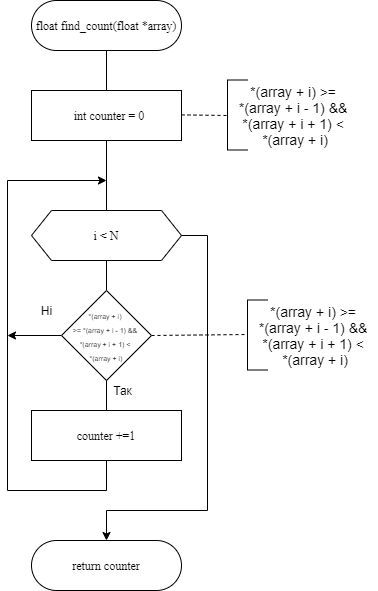 float find_count(float *array)
int counter = 0
*(array + i) >=
*(array + i - 1) &&
*(array + i + 1) <
*(array + i)
i < N
Ні
*(array + i)
>= *(array + i - 1) &&
*(array + i + 1) <
*(array + i)
*(array + i) >=
*(array + i - 1) &&
*(array + i + 1) <
*(array + i)
Так
counter +=1
return counter